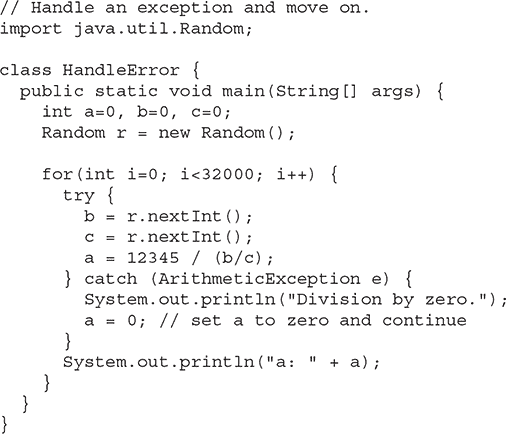 // Handle an exception and move on.
import java.util.Random;

class HandleError {
  public static void main(String[] args) {
    int a=0, b=0, c=0;
    Random r = new Random();

    for(int i=0; i<32000; i++) {
      try {
        b = r.nextInt();
        c = r.nextInt();
        a = 12345 / (b/c);
      } catch (ArithmeticException e) {
        System.out.println("Division by zero.");
        a = 0; // set a to zero and continue
      }
      System.out.println("a: " + a);
    }
  }
}